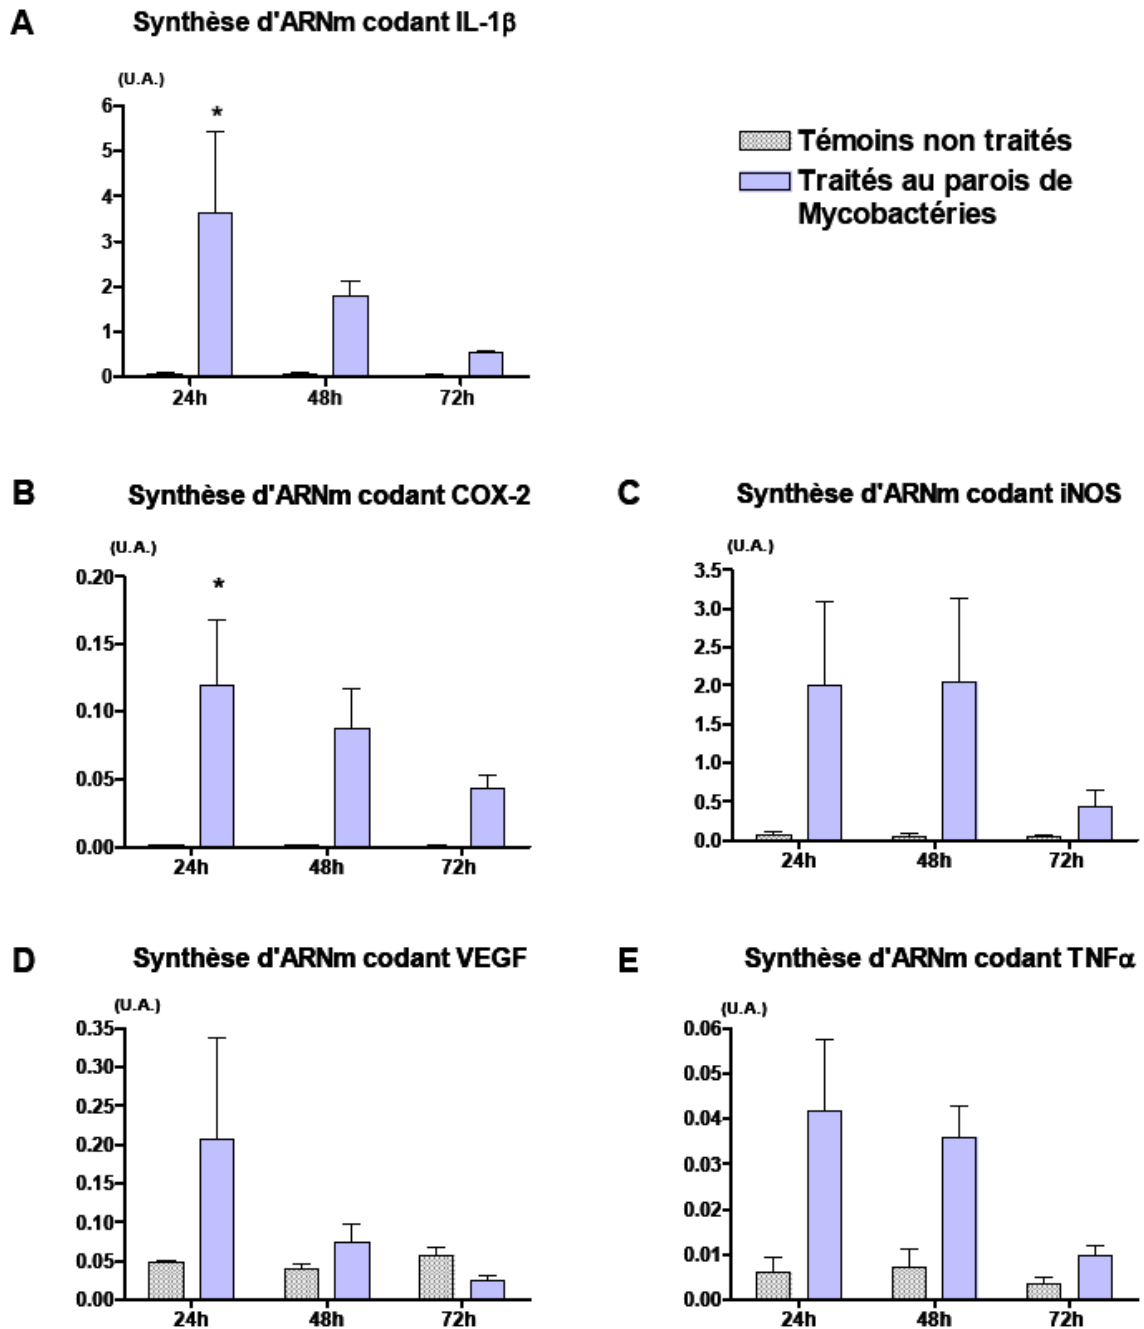 A Synthèse d'ARNm codant IL-1β
(U.A.)
6
5
4
3
2
1
0
*
24h 48h 72h
Témoins non traités
Traités au parois de
Mycobactéries
B Synthèse d'ARNm codant COX-2
(U.A.)
0.20
0.15
0.10
0.05
0.00
*
24h 48h 72h
C Synthèse d'ARNm codant iNOS
(U.A.)
3.5
3.0
2.5
2.0
1.5
1.0
0.5
0.0
24h 48h 72h
D Synthèse d'ARNm codant VEGF
(U.A.)
0.35
0.30
0.25
0.20
0.15
0.10
0.05
0.00
24h 48h 72h
E Synthèse d'ARNm codant TNFα
(U.A.)
0.06
0.05
0.04
0.03
0.02
0.01
0.00
24h 48h 72h